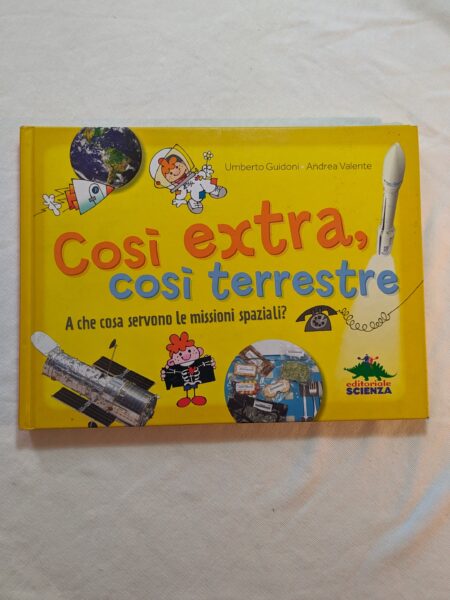 Umberto Guidoni • Andrea Valente
Così extra,
così terrestre
A che cosa servono le missioni spaziali?
editoriale
SCIENZA